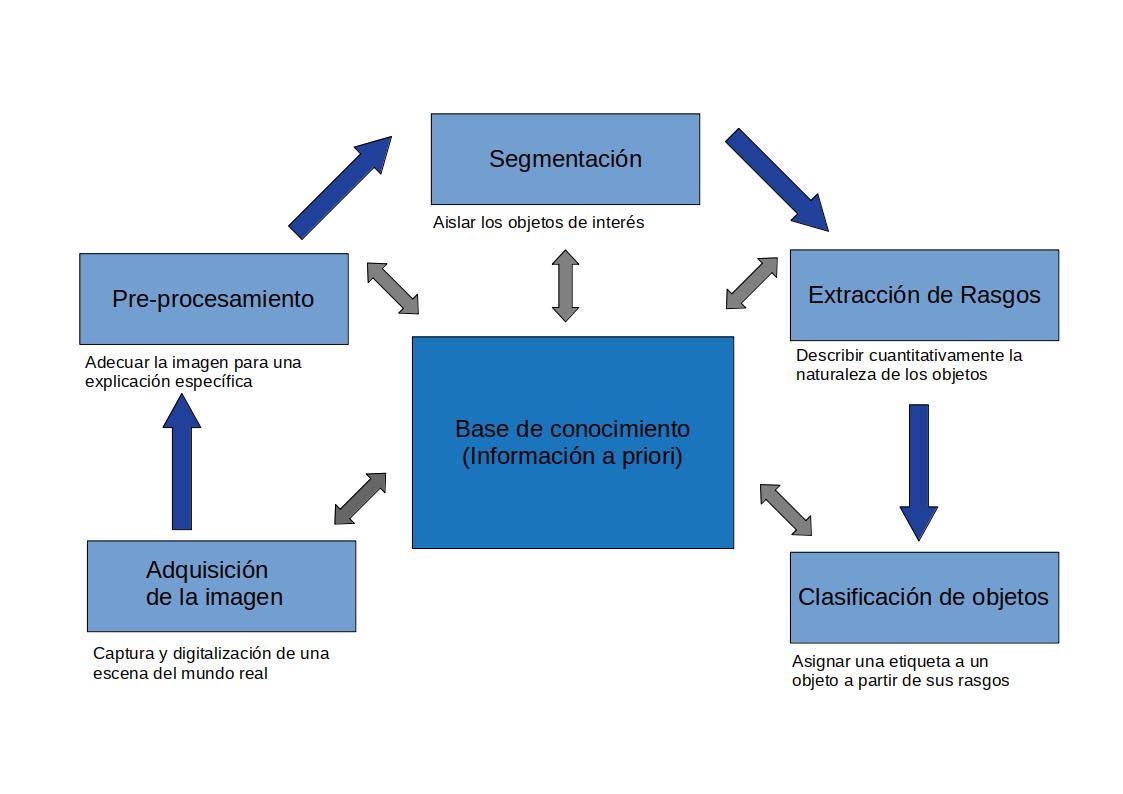 Segmentación
Aislar los objetos de interés
Pre-procesamiento
Adecuar la imagen para una
explicación específica
Extracción de Rasgos
Describir cuantitativamente la
naturaleza de los objetos
Base de conocimiento
(Información a priori)
Adquisición
de la imagen
Captura y digitalización de una
escena del mundo real
Clasificación de objetos
Asignar una etiqueta a un
objeto a partir de sus rasgos